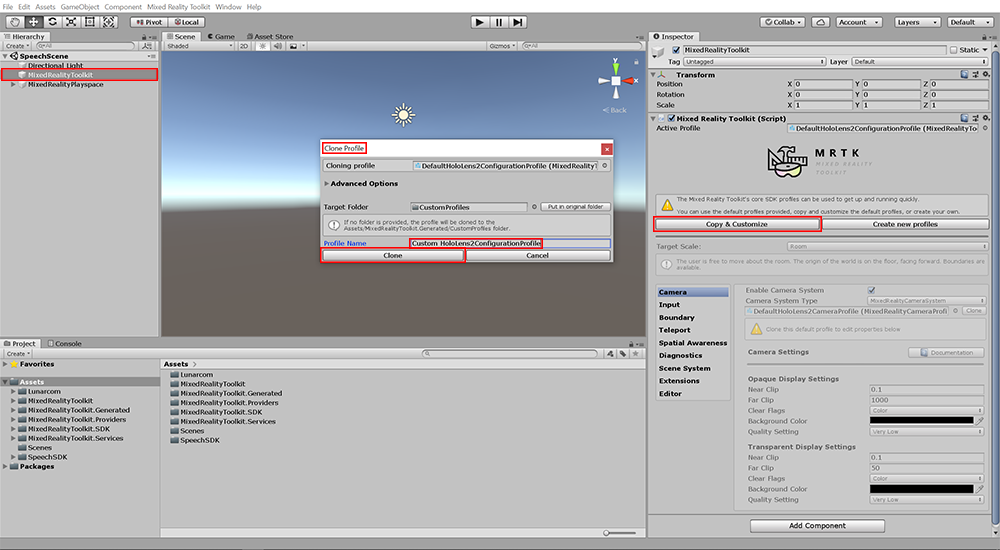 File Edit Assets GameObject Component Mixed Reality Toolkit Window Help
Pivot Local Collab Account Layers Default
Hierarchy
Create All
SpeechScene
Directional Light
MixedRealityToolkit
MixedRealityPlayspace
Scene Game Asset Store
Shaded 2D Gizmos All
y
Back
Clone Profile
Cloning profile DefaultHoloLens2ConfigurationProfile (MixedRealityT
Advanced Options
Target Folder CustomProfiles Put in original folder
If no folder is provided, the profile will be cloned to the
Assets/MixedRealityToolkit.Generated/CustomProfiles folder.
Profile Name Custom HoloLens2ConfigurationProfile
Clone Cancel
Project Console
Create
Favorites
Assets
Lunarcom
MixedRealityToolkit
MixedRealityToolkit.Generated
MixedRealityToolkit.Providers
MixedRealityToolkit.SDK
MixedRealityToolkit.Services
Scenes
SpeechSDK
Packages
Assets
Lunarcom
MixedRealityToolkit
MixedRealityToolkit.Generated
MixedRealityToolkit.Providers
MixedRealityToolkit.SDK
MixedRealityToolkit.Services
Scenes
SpeechSDK
Inspector
MixedRealityToolkit Static
Tag Untagged Layer Default
Transform
Position X 0 Y 0 Z 0
Rotation X 0 Y 0 Z 0
Scale X 1 Y 1 Z 1
Mixed Reality Toolkit (Script)
Active Profile DefaultHoloLens2ConfigurationProfile (MixedRealityTo
MRTK
MIXED REALITY
TOOLKIT
The Mixed Reality Toolkit's core SDK profiles can be used to get up and running quickly.
You can use the default profiles provided, copy and customize the default profiles, or create your own.
Copy & Customize Create new profiles
Target Scale: Room
The user is free to move about the room. The origin of the world is on the floor, facing forward. Boundaries are
available.
Camera
Input
Boundary
Teleport
Spatial Awareness
Diagnostics
Scene System
Extensions
Editor
Enable Camera System
Camera System Type MixedRealityCameraSystem
DefaultHoloLens2CameraProfile (MixedRealityCameraProfi Clone
Clone this default profile to edit properties below
Camera Settings Documentation
Opaque Display Settings
Near Clip 0.1
Far Clip 1000
Clear Flags Color
Background Color
Quality Setting Very Low
Transparent Display Settings
Near Clip 0.1
Far Clip 50
Clear Flags Color
Background Color
Quality Setting Very Low
Add Component